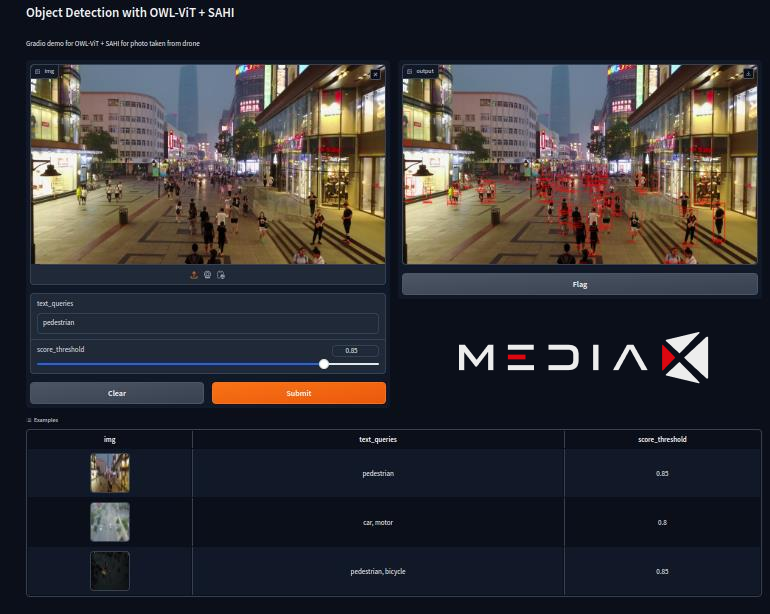 Object Detection with OWL-ViT + SAHI
Gradio demo for OWL-ViT + SAHI for photo taken from drone
img
output
text_queries
pedestrian
score_threshold
0.85
Clear
Submit
Flag
MEDIA
Examples
img text_queries score_threshold
pedestrian 0.85
car, motor 0.8
pedestrian, bicycle 0.85